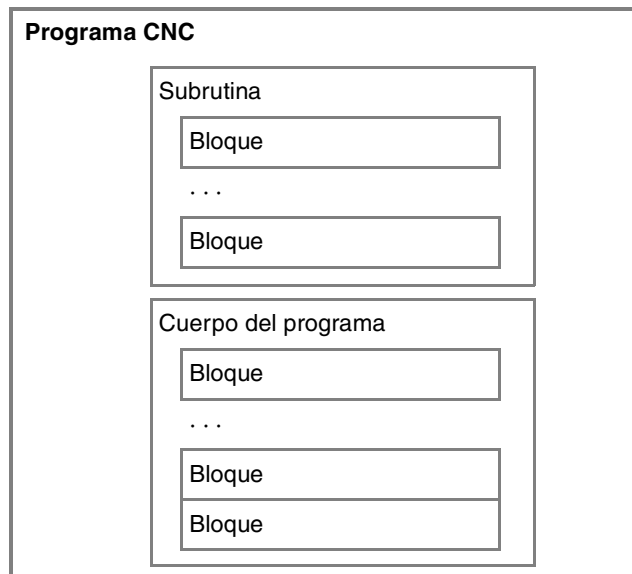 Programa CNC
Subrutina
Bloque
. . .
Bloque
Cuerpo del programa
Bloque
. . .
Bloque
Bloque